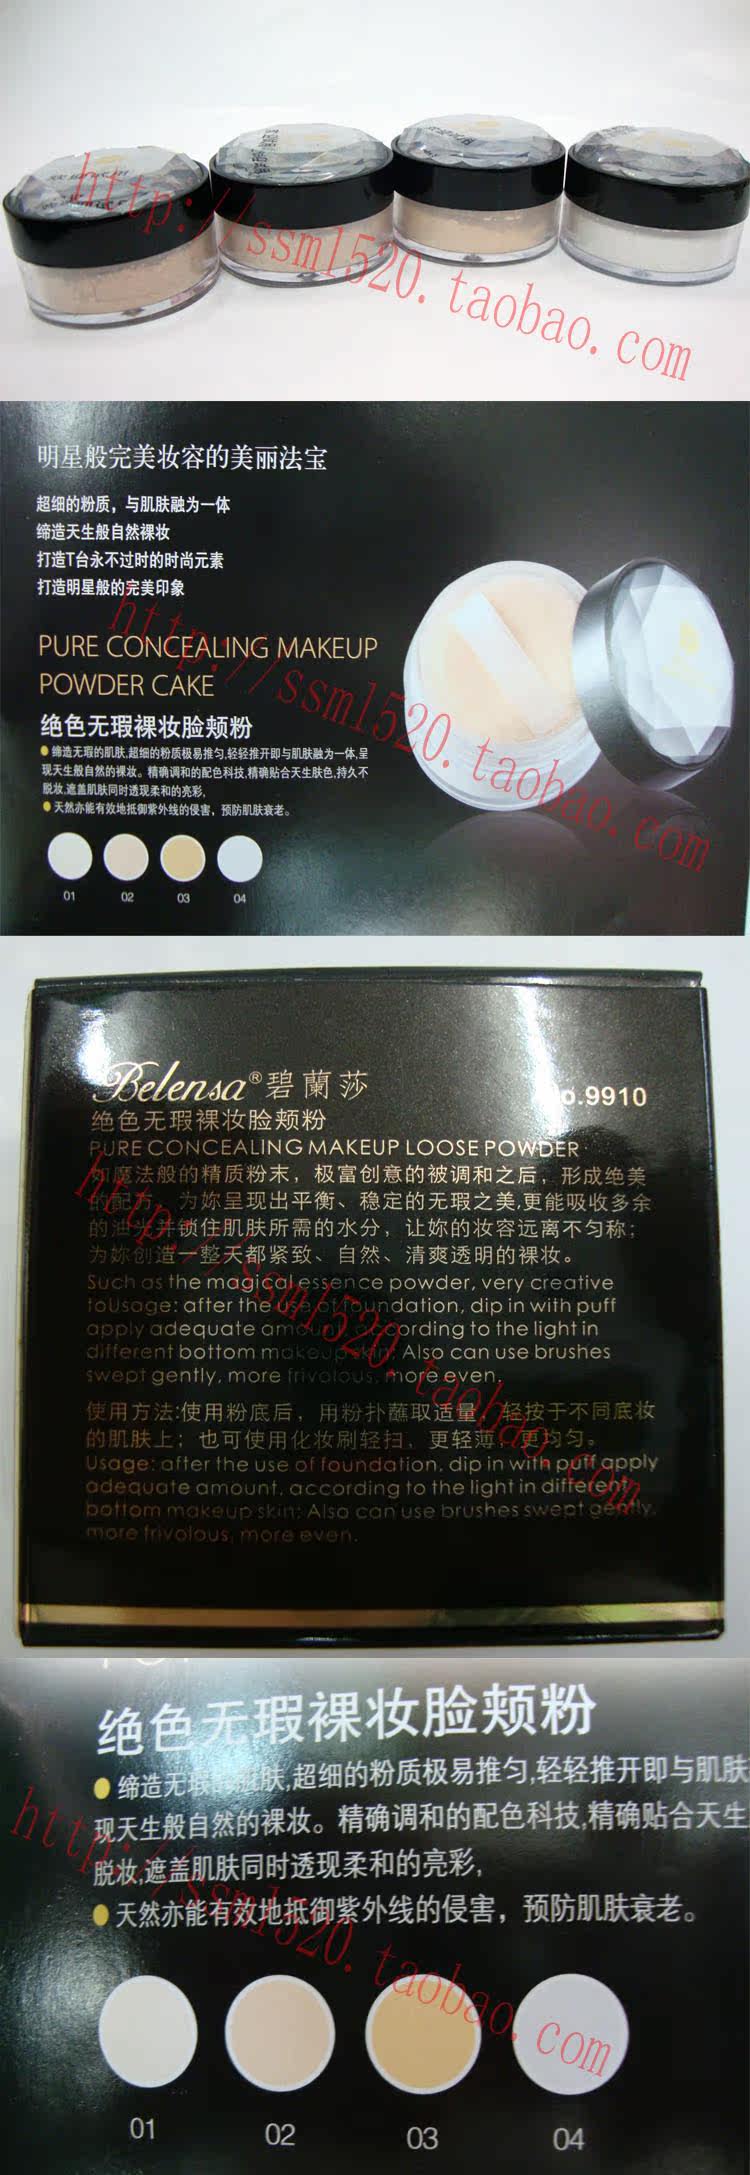 http://ssml520.taobao.com
明星般完美妆容的美丽法宝
超细的粉质，与肌肤融为一体
缔造天生般自然裸妆
打造T台永不过时的时尚元素
打造明星般的完美印象
PURE CONCEALING MAKEUP
POWDER CAKE
绝色无瑕裸妆脸颊粉
缔造无瑕的肌肤,超细的粉质极易推匀,轻轻推开即与肌肤融为一体,呈
现天生般自然的裸妆。精确调和的配色科技,精确贴合天生肤色,持久不
脱妆,遮盖肌肤同时透现柔和的亮彩,
天然亦能有效地抵御紫外线的侵害，预防肌肤衰老。
01 02 03 04
http://ssml520.taobao.com
Belensa® 碧蘭莎
No.9910
绝色无瑕裸妆脸颊粉
PURE CONCEALING MAKEUP LOOSE POWDER
如魔法般的精质粉末，极富创意的被调和之后，形成绝美
的配方，为妳呈现出平衡、稳定的无瑕之美,更能吸收多余
的油光并锁住肌肤所需的水分，让妳的妆容远离不匀称；
为妳创造一整天都紧致、自然、清爽透明的裸妆。
Such as the magical essence powder, very creative
toUsage: after the use of foundation, dip in with puff
apply adequate amount, according to the light in
different bottom makeup skin; Also can use brushes
swept gently, more frivolous, more even.
使用方法:使用粉底后，用粉扑蘸取适量，轻按于不同底妆
的肌肤上；也可使用化妆刷轻扫，更轻薄，更均匀。
Usage: after the use of foundation, dip in with puff apply
adequate amount, according to the light in different
bottom makeup skin; Also can use brushes swept gently,
more frivolous, more even.
http://ssml520.taobao.com
绝色无瑕裸妆脸颊粉
缔造无瑕的肌肤,超细的粉质极易推匀,轻轻推开即与肌肤
现天生般自然的裸妆。精确调和的配色科技,精确贴合天生
脱妆,遮盖肌肤同时透现柔和的亮彩,
天然亦能有效地抵御紫外线的侵害，预防肌肤衰老。
http://ssml520.taobao.com
01 02 03 04